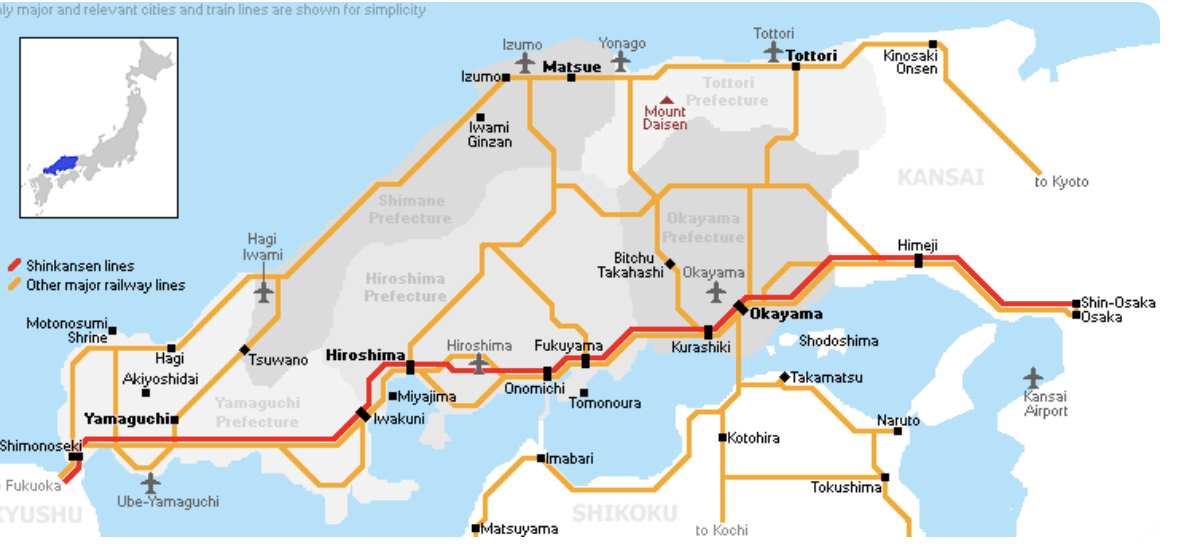 only major and relevant cities and train lines are shown for simplicity
Izumo
Yonago
Tottori
Matsue
Tottori
Kinosaki
Onsen
Izumo
Tottori
Prefecture
Mount
Daisen
Iwami
Ginzan
KANSAI
to Kyoto
Shimane
Prefecture
Okayama
Prefecture
Hagi
Iwami
Himeji
Bitchu
Takahashi
Okayama
Shinkansen lines
Other major railway lines
Hiroshima
Prefecture
Shin-Osaka
Osaka
Okayama
Motonosumi
Shrine
Hagi
Tsuwano
Hiroshima
Hiroshima
Fukuyama
Kurashiki
Shodoshima
Akiyoshidai
Miyajima
Onomichi
Tomonoura
Takamatsu
Kansai
Airport
Yamaguchi
Yamaguchi
Prefecture
Iwakuni
Naruto
Shimonoseki
Kotohira
Imabari
Fukuoka
Ube-Yamaguchi
Tokushima
KYUSHU
SHIKOKU
Matsuyama
to Kochi